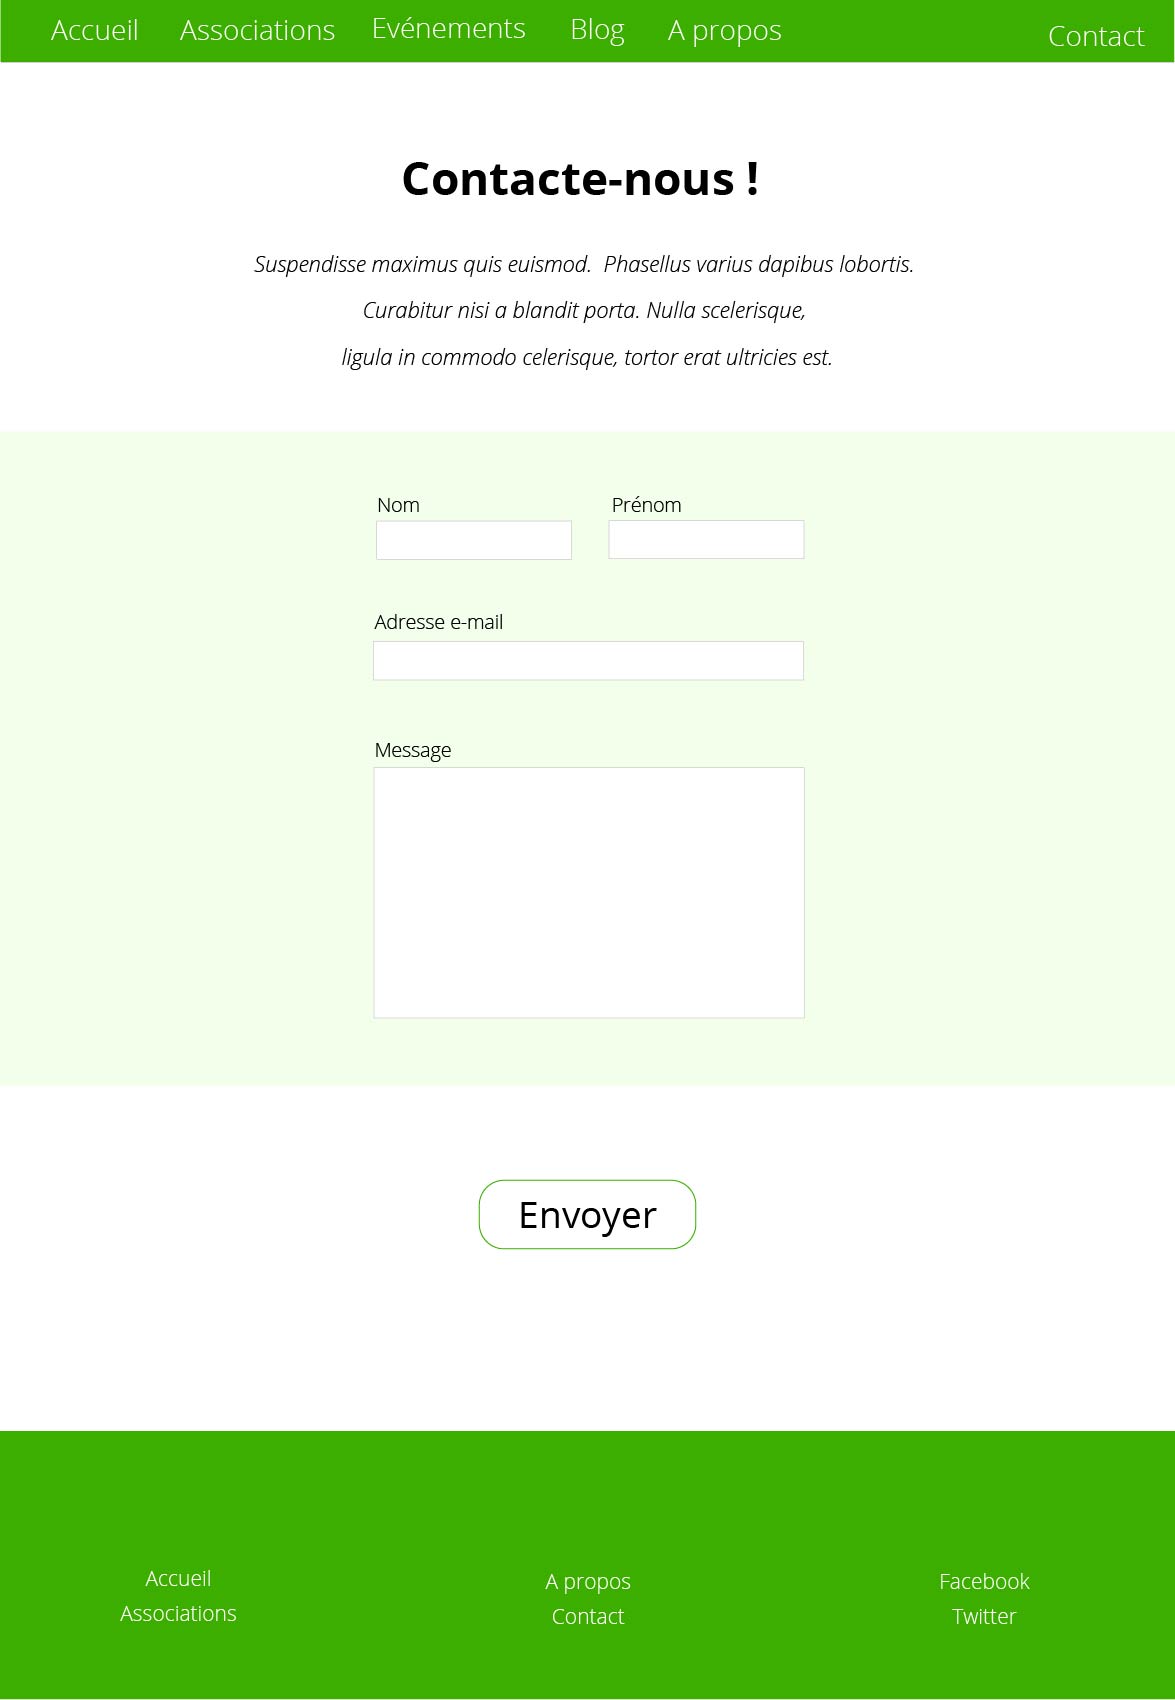 Accueil Associations Evénements Blog A propos Contact
Contacte-nous !
Suspendisse maximus quis euismod.  Phasellus varius dapibus lobortis.
Curabitur nisi a blandit porta. Nulla scelerisque,
ligula in commodo celerisque, tortor erat ultricies est.
Nom Prénom
Adresse e-mail
Message
Envoyer
Accueil A propos Facebook
Associations Contact Twitter